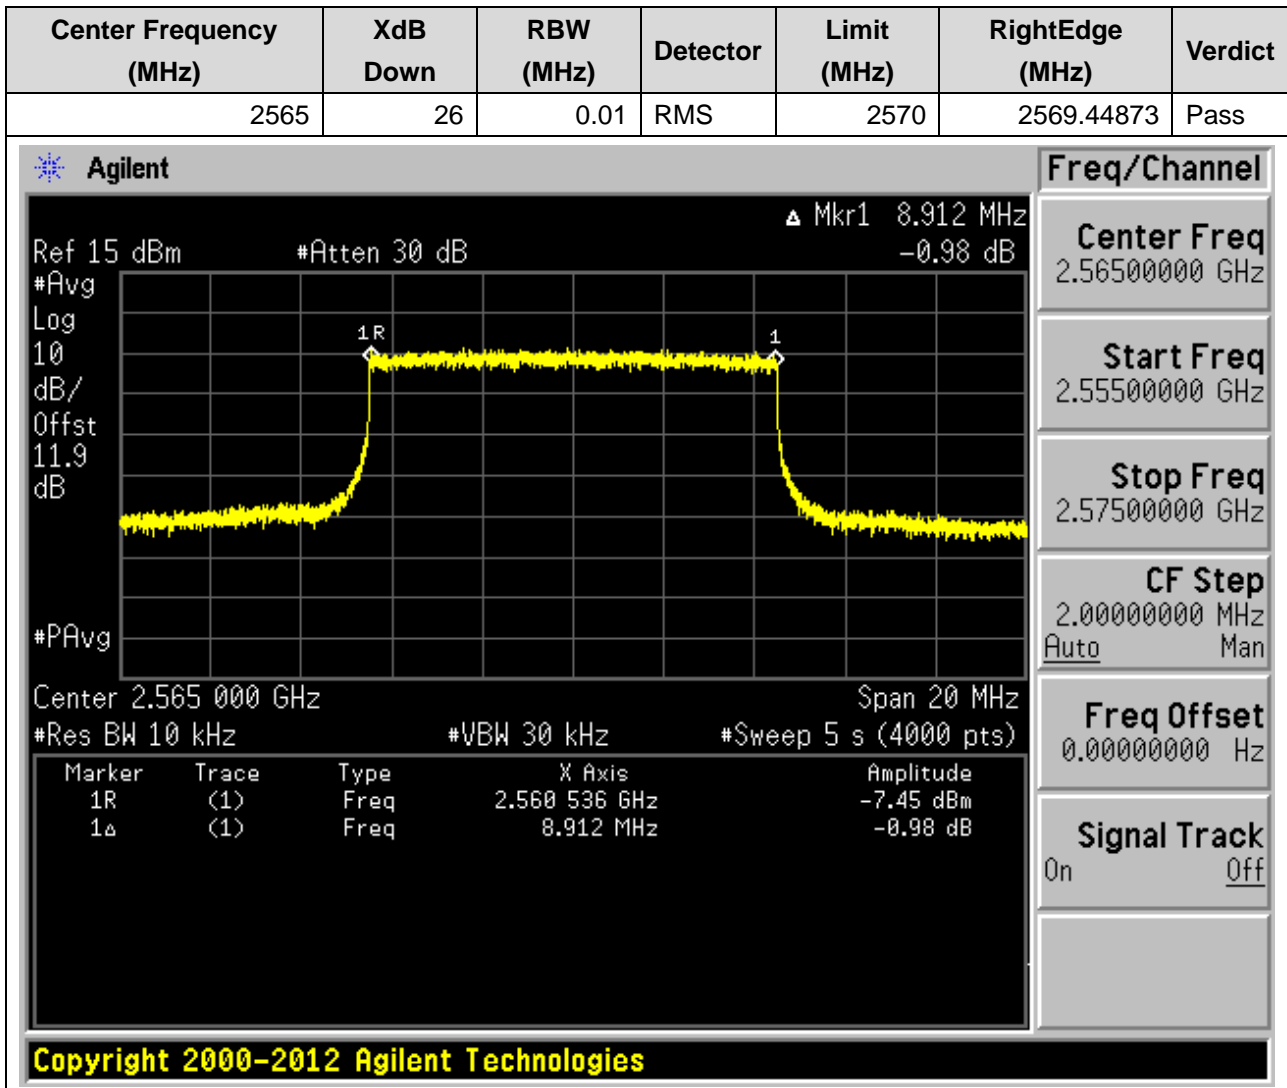 Center Frequency (MHz) XdB Down RBW (MHz) Detector Limit (MHz) RightEdge (MHz) Verdict
2565 26 0.01 RMS 2570 2569.44873 Pass
Agilent
Freq/Channel
Δ Mkr1 8.912 MHz
Ref 15 dBm #Atten 30 dB -0.98 dB
#Avg
Log
10
dB/
Offst
11.9
dB
#PAvg
1R
1
Center 2.565 000 GHz Span 20 MHz
#Res BW 10 kHz #VBW 30 kHz #Sweep 5 s (4000 pts)
Marker Trace Type X Axis Amplitude
1R (1) Freq 2.560 536 GHz -7.45 dBm
1Δ (1) Freq 8.912 MHz -0.98 dB
Center Freq
2.56500000 GHz
Start Freq
2.55500000 GHz
Stop Freq
2.57500000 GHz
CF Step
2.00000000 MHz
Auto Man
Freq Offset
0.00000000 Hz
Signal Track
On Off
Copyright 2000-2012 Agilent Technologies